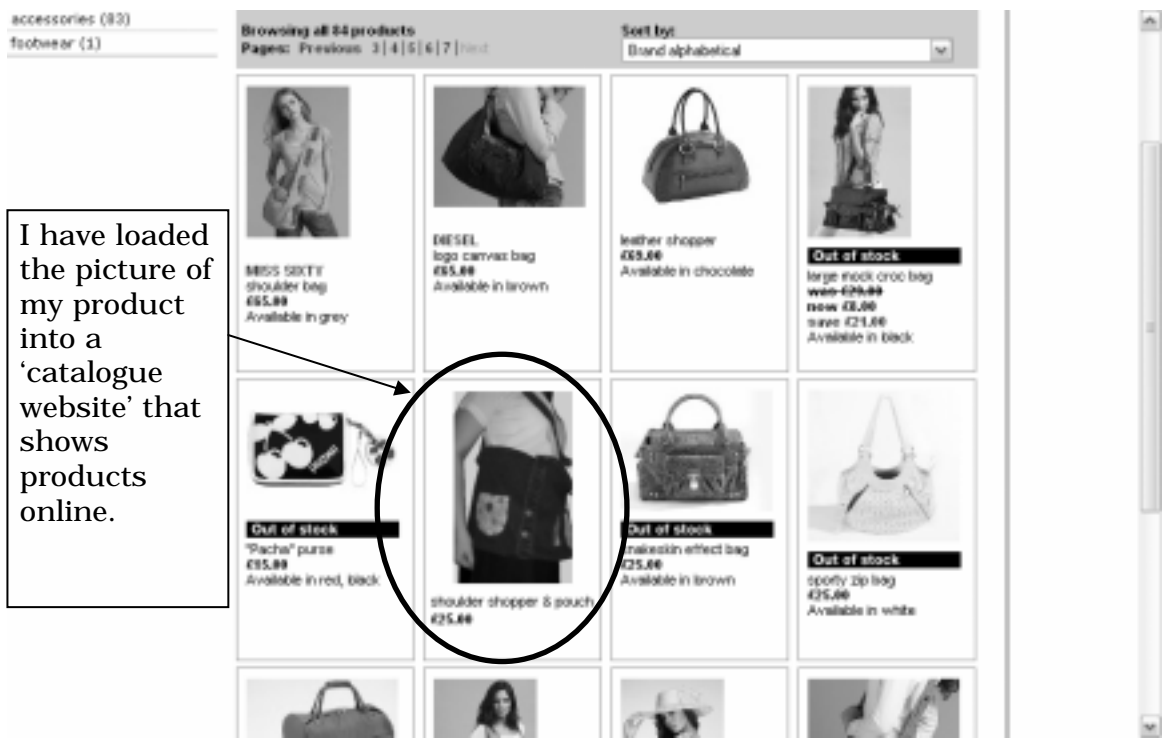 accessories (83)
footwear (1)
Browsing all 84 products
Pages: Previous 3|4|5|6|7|Next
Sort by:
Brand alphabetical
I have loaded
the picture of
my product
into a
‘catalogue
website’ that
shows
products
online.
MISS SIXTY
shoulder bag
£65.00
Available in grey
DIESEL
logo canvas bag
£65.00
Available in brown
leather shopper
£69.00
Available in chocolate
Out of stock
large mock croc bag
was £29.00
now £8.00
save £21.00
Available in black
Out of stock
"Pacha" purse
Available in red, black
shoulder shopper & pouch
£25.00
Out of stock
snakeskin effect bag
£25.00
Available in brown
Out of stock
sporty zip bag
£25.00
Available in white